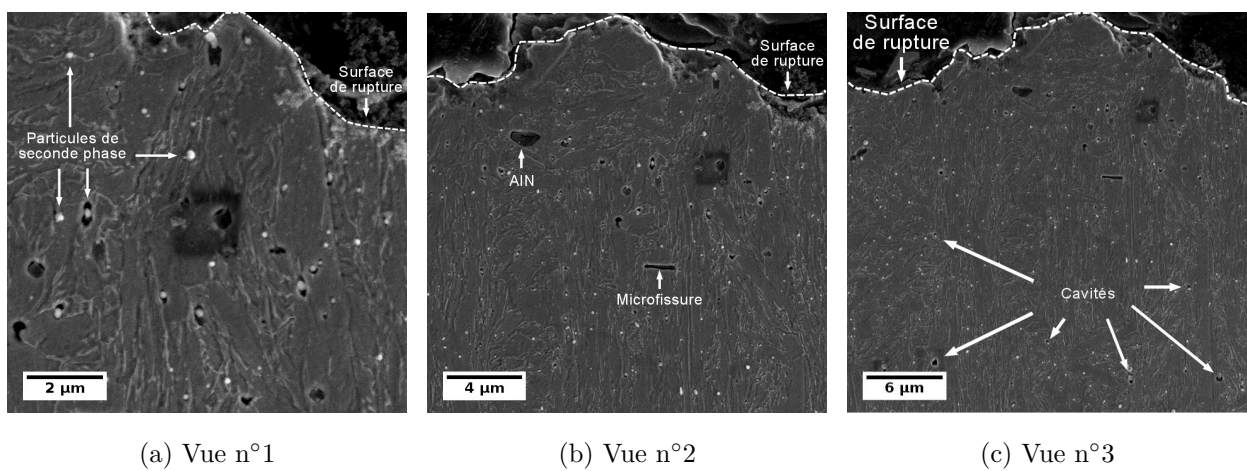 Surface
de rupture
Particules de
seconde phase
2 µm
(a) Vue n°1
Surface
de rupture
AlN
Microfissure
4 µm
(b) Vue n°2
Surface
de rupture
Cavités
6 µm
(c) Vue n°3